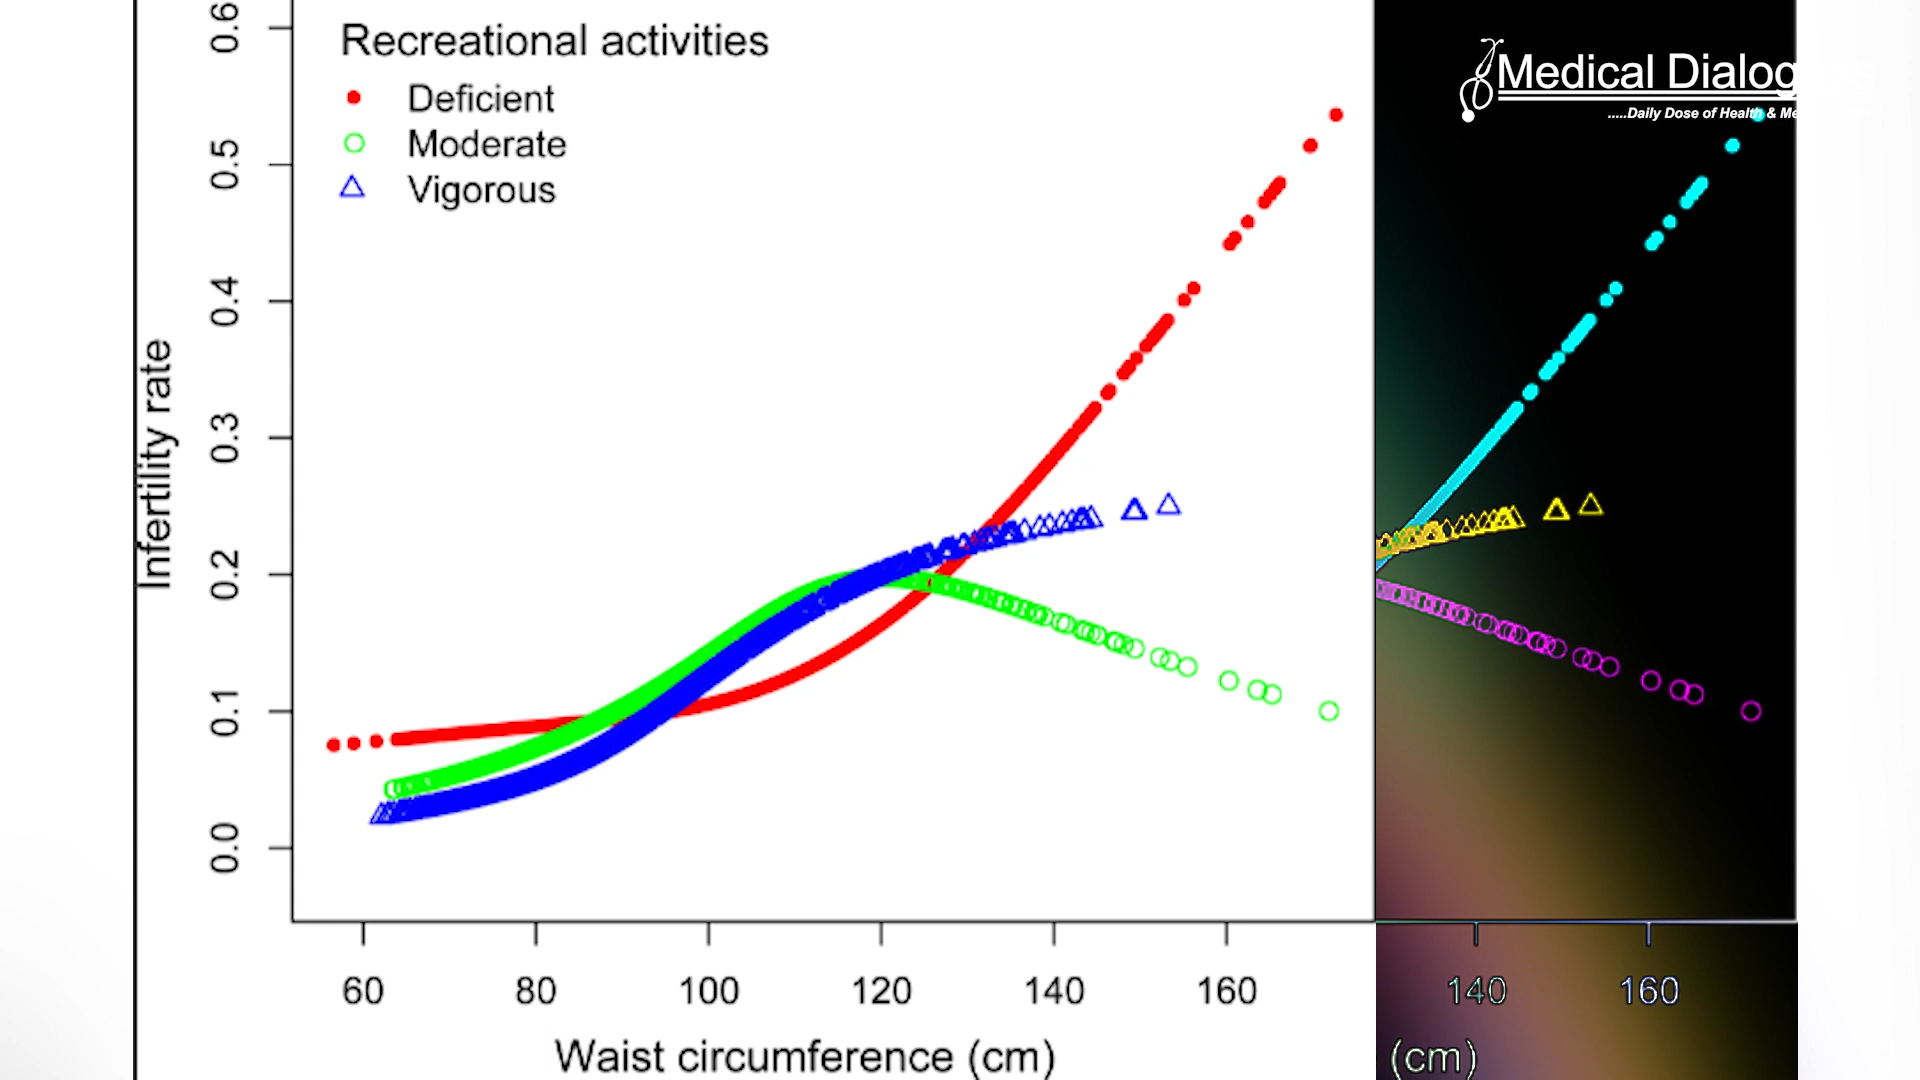 Recreational activities
Deficient
Moderate
Vigorous
0.6
0.5
0.4
0.3
0.2
0.1
0.0
Infertility rate
60 80 100 120 140 160
Waist circumference (cm)
Medical Dialog
.....Daily Dose of Health & Me
140 160
(cm)